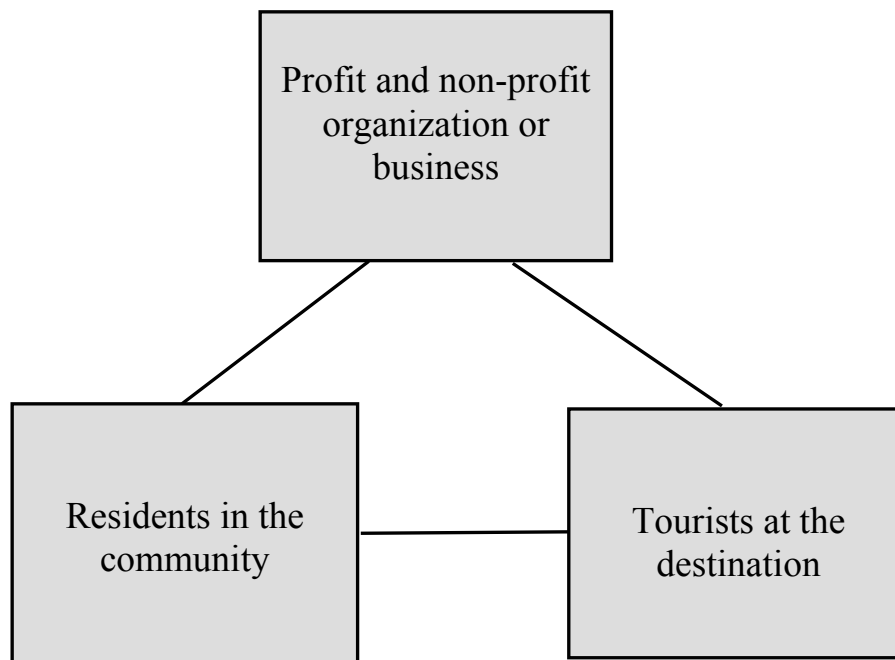 Profit and non-profit
organization or
business
Residents in the
community
Tourists at the
destination